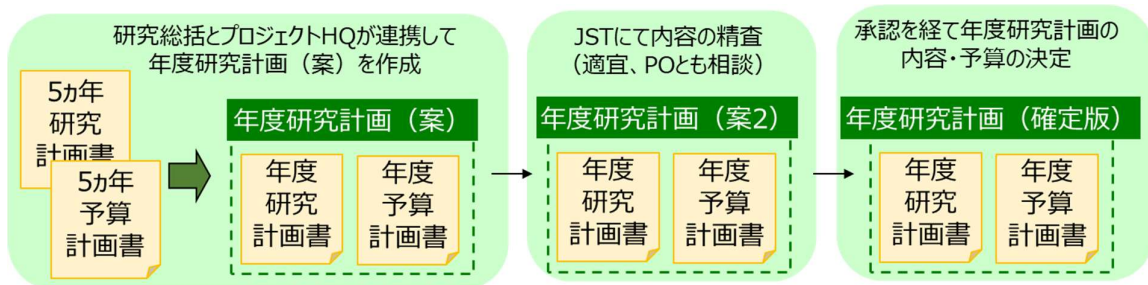 研究総括とプロジェクトHQが連携して
年度研究計画（案）を作成
5ヵ年
研究
計画書
5ヵ年
予算
計画書
年度研究計画（案）
年度
研究
計画書
年度
予算
計画書
JSTにて内容の精査
（適宜、POとも相談）
年度研究計画（案2）
年度
研究
計画書
年度
予算
計画書
承認を経て年度研究計画の
内容・予算の決定
年度研究計画（確定版）
年度
研究
計画書
年度
予算
計画書